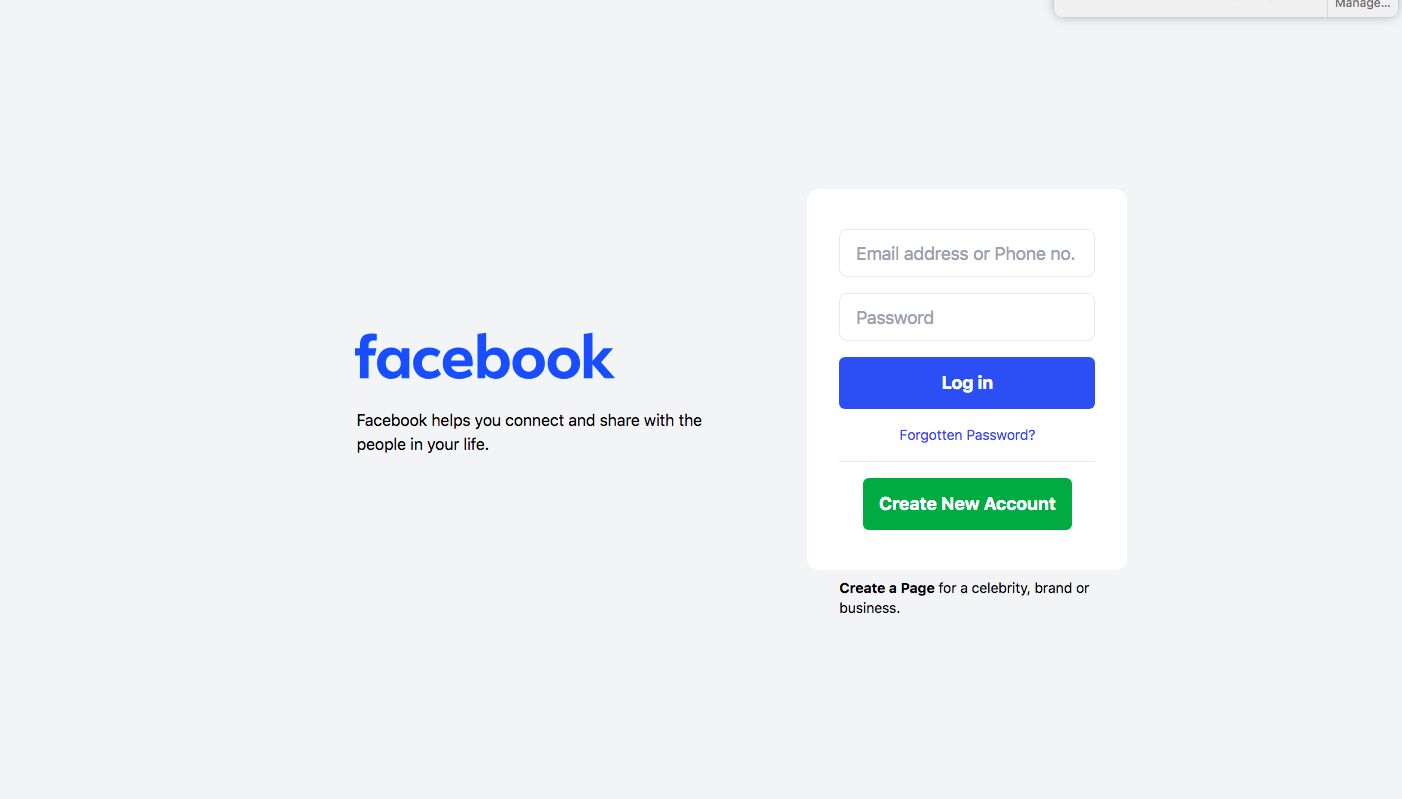 Manage...
facebook
Facebook helps you connect and share with the
people in your life.
Email address or Phone no.
Password
Log in
Forgotten Password?
Create New Account
Create a Page for a celebrity, brand or
business.